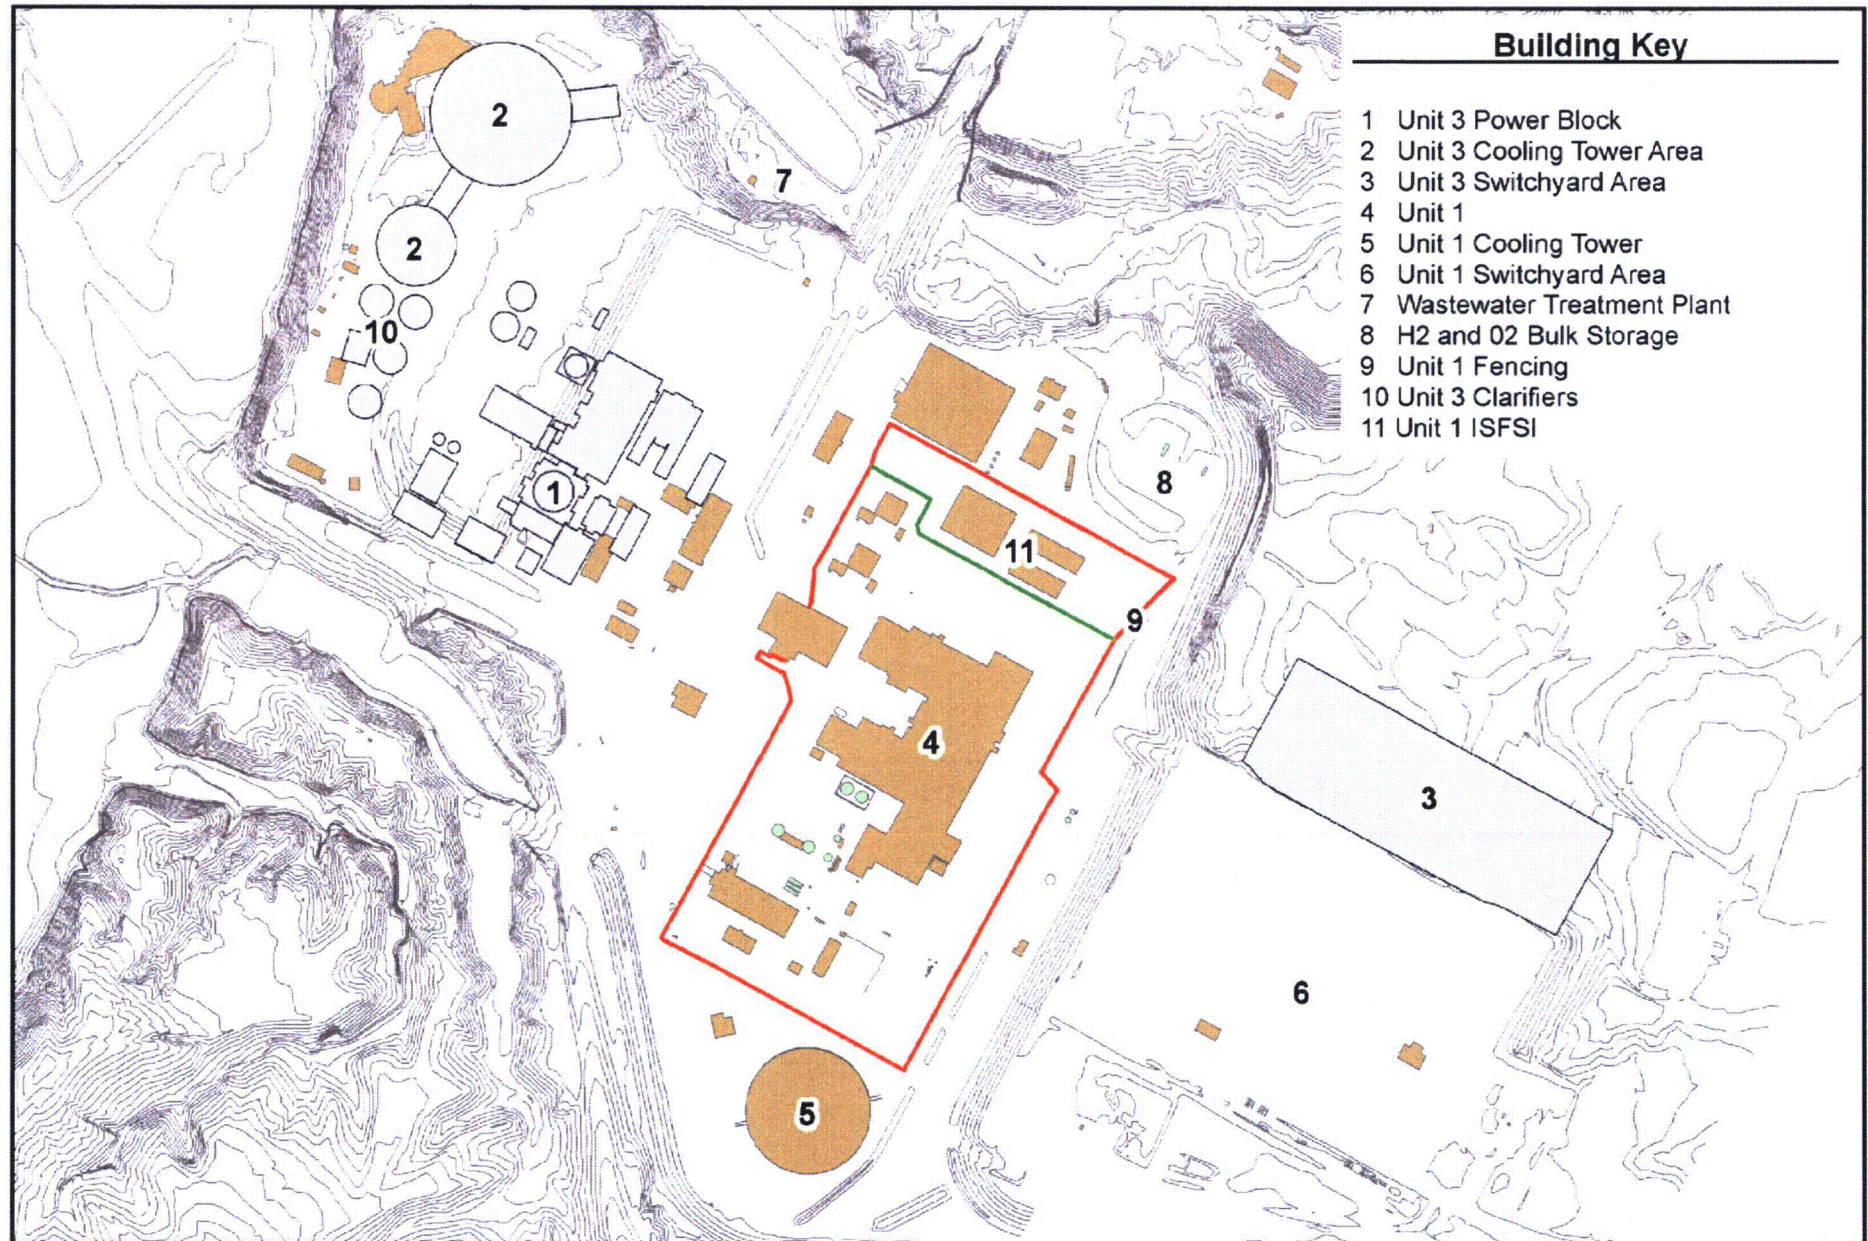 Building Key
1 Unit 3 Power Block
2 Unit 3 Cooling Tower Area
3 Unit 3 Switchyard Area
4 Unit 1
5 Unit 1 Cooling Tower
6 Unit 1 Switchyard Area
7 Wastewater Treatment Plant
8 H2 and 02 Bulk Storage
9 Unit 1 Fencing
10 Unit 3 Clarifiers
11 Unit 1 ISFSI
2
7
2
10
1
8
11
9
4
3
6
5